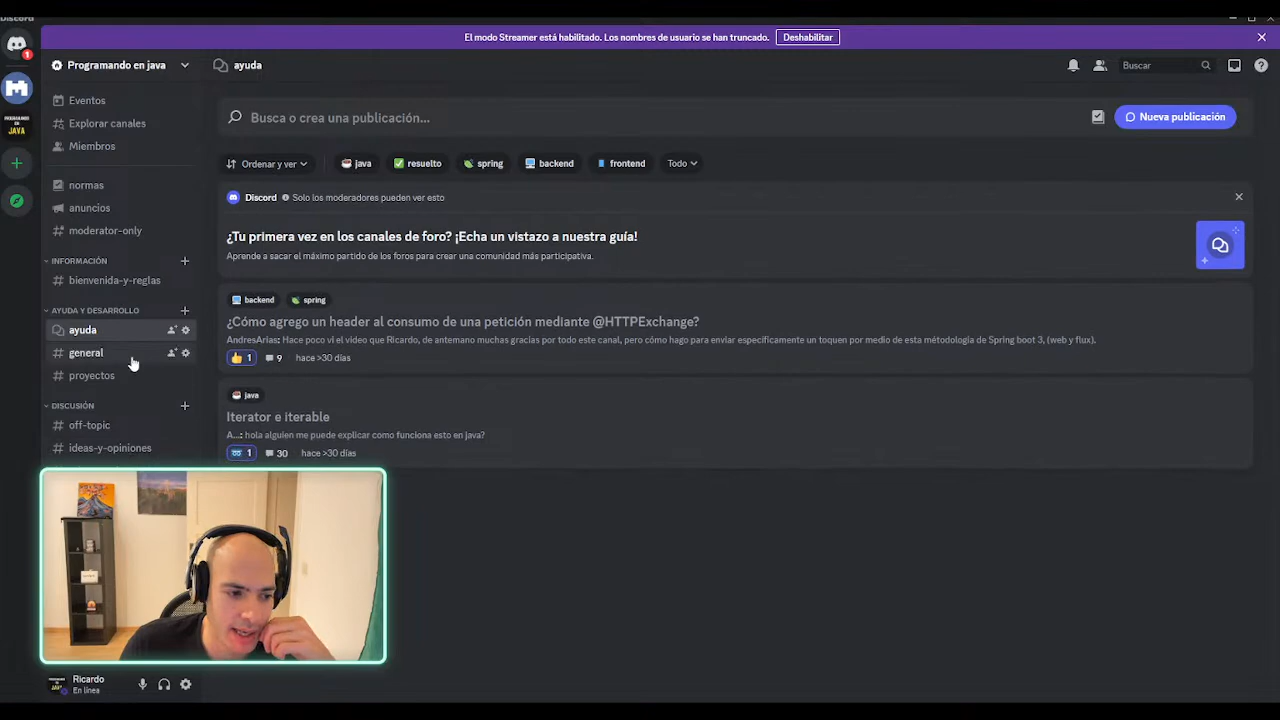 Discord
El modo Streamer está habilitado. Los nombres de usuario se han truncado.
Deshabilitar
1
Programando en java
ayuda
Buscar
Eventos
Explorar canales
Miembros
normas
anuncios
moderator-only
INFORMACIÓN
bienvenida-y-reglas
AYUDA Y DESARROLLO
ayuda
general
proyectos
DISCUSIÓN
off-topic
ideas-y-opiniones
PROGRAMANDO EN JAVA
Busca o crea una publicación...
Nueva publicación
Ordenar y ver
java
resuelto
spring
backend
frontend
Todo
Discord Solo los moderadores pueden ver esto
¿Tu primera vez en los canales de foro? ¡Echa un vistazo a nuestra guía!
Aprende a sacar el máximo partido de los foros para crear una comunidad más participativa.
backend spring
¿Cómo agrego un header al consumo de una petición mediante @HTTPExchange?
AndresArias: Hace poco vi el vídeo que Ricardo, de antemano muchas gracias por todo este canal, pero cómo hago para enviar específicamente un toquen por medio de esta métodología de Spring boot 3, (web y flux).
1 9 hace >30 días
java
Iterator e iterable
A...: hola alguien me puede explicar como funciona esto en java?
1 30 hace >30 días
Ricardo
En línea